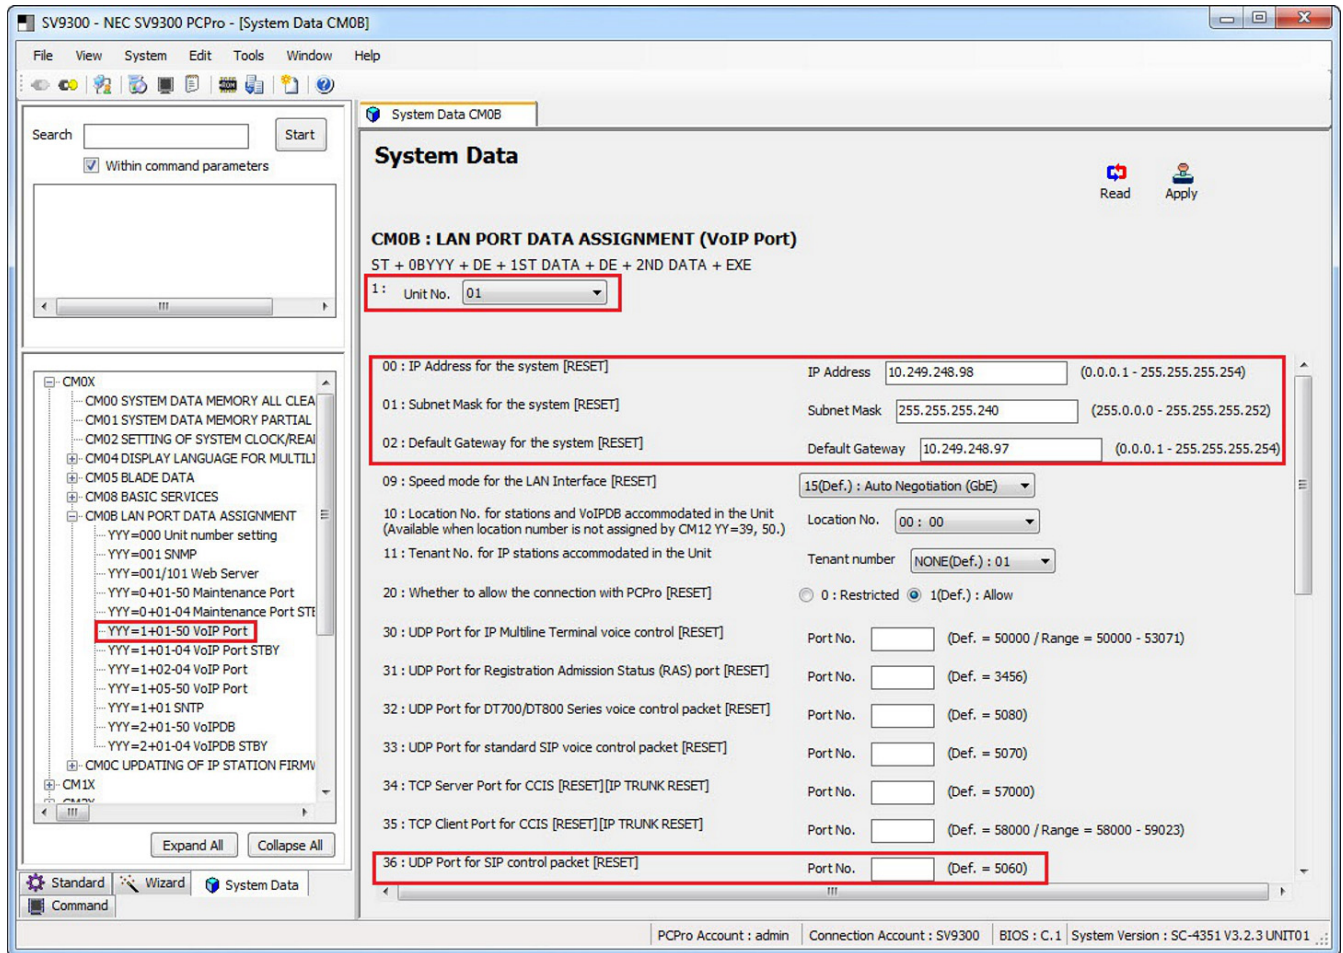 SV9300 - NEC SV9300 PCPro - [System Data CM0B]
File View System Edit Tools Window Help
Search Start
Within command parameters
CM0X
CM00 SYSTEM DATA MEMORY ALL CLEA
CM01 SYSTEM DATA MEMORY PARTIAL
CM02 SETTING OF SYSTEM CLOCK/REAI
CM04 DISPLAY LANGUAGE FOR MULTILI
CM05 BLADE DATA
CM08 BASIC SERVICES
CM0B LAN PORT DATA ASSIGNMENT
YYY=000 Unit number setting
YYY=001 SNMP
YYY=001/101 Web Server
YYY=0+01-50 Maintenance Port
YYY=0+01-04 Maintenance Port STE
YYY=1+01-50 VoIP Port
YYY=1+01-04 VoIP Port STBY
YYY=1+02-04 VoIP Port
YYY=1+05-50 VoIP Port
YYY=1+01 SNTP
YYY=2+01-50 VoIPDB
YYY=2+01-04 VoIPDB STBY
CM0C UPDATING OF IP STATION FIRMV
CM1X
CM2X
Expand All Collapse All
Standard Wizard System Data
Command
System Data CM0B
System Data
Read Apply
CM0B : LAN PORT DATA ASSIGNMENT (VoIP Port)
ST + 0BYYY + DE + 1ST DATA + DE + 2ND DATA + EXE
1 : Unit No. 01
00 : IP Address for the system [RESET] IP Address 10.249.248.98 (0.0.0.1 - 255.255.255.254)
01 : Subnet Mask for the system [RESET] Subnet Mask 255.255.255.240 (255.0.0.0 - 255.255.255.252)
02 : Default Gateway for the system [RESET] Default Gateway 10.249.248.97 (0.0.0.1 - 255.255.255.254)
09 : Speed mode for the LAN Interface [RESET] 15(Def.) : Auto Negotiation (GbE)
10 : Location No. for stations and VoIPDB accommodated in the Unit
(Available when location number is not assigned by CM12 YY=39, 50.) Location No. 00 : 00
11 : Tenant No. for IP stations accommodated in the Unit Tenant number NONE(Def.) : 01
20 : Whether to allow the connection with PCPro [RESET] 0 : Restricted 1(Def.) : Allow
30 : UDP Port for IP Multiline Terminal voice control [RESET] Port No. (Def. = 50000 / Range = 50000 - 53071)
31 : UDP Port for Registration Admission Status (RAS) port [RESET] Port No. (Def. = 3456)
32 : UDP Port for DT700/DT800 Series voice control packet [RESET] Port No. (Def. = 5080)
33 : UDP Port for standard SIP voice control packet [RESET] Port No. (Def. = 5070)
34 : TCP Server Port for CCIS [RESET][IP TRUNK RESET] Port No. (Def. = 57000)
35 : TCP Client Port for CCIS [RESET][IP TRUNK RESET] Port No. (Def. = 58000 / Range = 58000 - 59023)
36 : UDP Port for SIP control packet [RESET] Port No. (Def. = 5060)
PCPro Account : admin Connection Account : SV9300 BIOS : C.1 System Version : SC-4351 V3.2.3 UNIT01